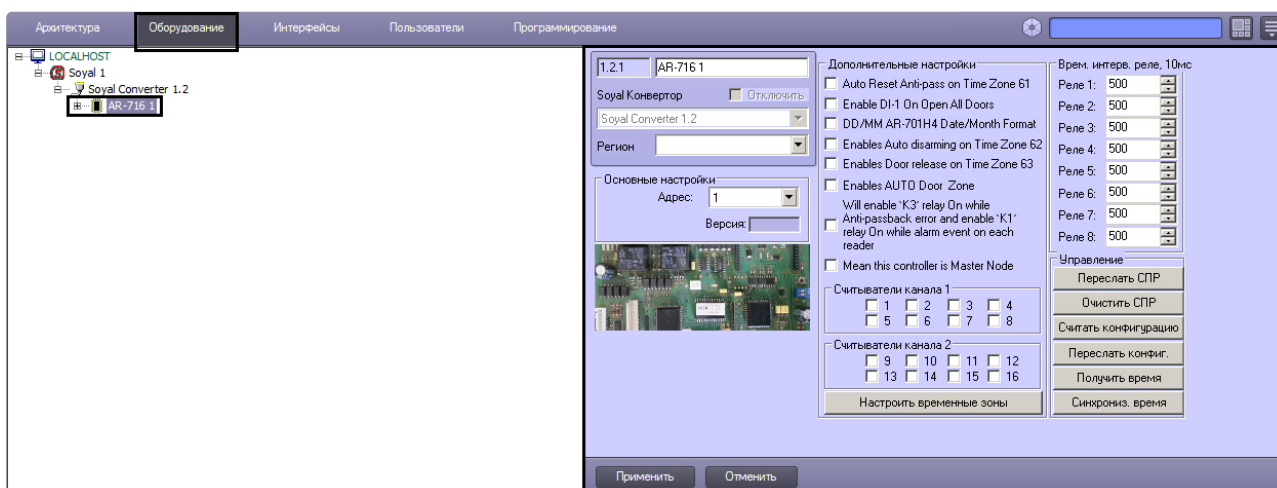 Архитектура Оборудование Интерфейсы Пользователи Программирование
LOCALHOST
Soyal 1
Soyal Converter 1.2
AR-716 1
1.2.1 AR-716 1
Soyal Конвертор Отключить
Soyal Converter 1.2
Регион
Основные настройки
Адрес: 1
Версия:
Дополнительные настройки
Auto Reset Anti-pass on Time Zone 61
Enable DI-1 On Open All Doors
DD/MM AR-701H4 Date/Month Format
Enables Auto disarming on Time Zone 62
Enables Door release on Time Zone 63
Enables AUTO Door Zone
Will enable `K3´ relay On while
Anti-passback error and enable `K1´
relay On while alarm event on each
reader
Mean this controller is Master Node
Считыватели канала 1
1 2 3 4
5 6 7 8
Считыватели канала 2
9 10 11 12
13 14 15 16
Настроить временные зоны
Врем. интерв. реле, 10мс
Реле 1: 500
Реле 2: 500
Реле 3: 500
Реле 4: 500
Реле 5: 500
Реле 6: 500
Реле 7: 500
Реле 8: 500
Управление
Переслать СПР
Очистить СПР
Считать конфигурацию
Переслать конфиг.
Получить время
Синхрониз. время
Применить Отменить